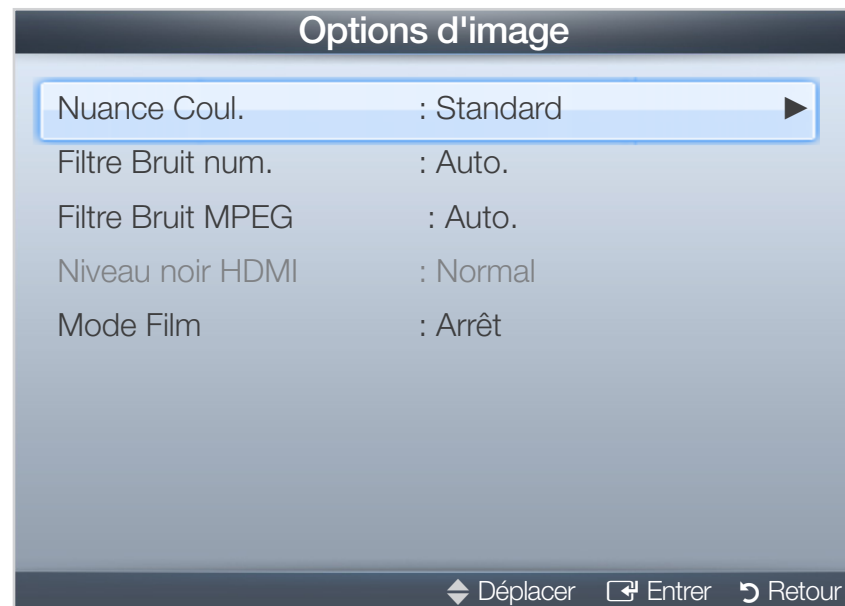 Options d'image
Nuance Coul. : Standard ►
Filtre Bruit num. : Auto.
Filtre Bruit MPEG : Auto.
Niveau noir HDMI : Normal
Mode Film : Arrêt
Déplacer Entrer Retour